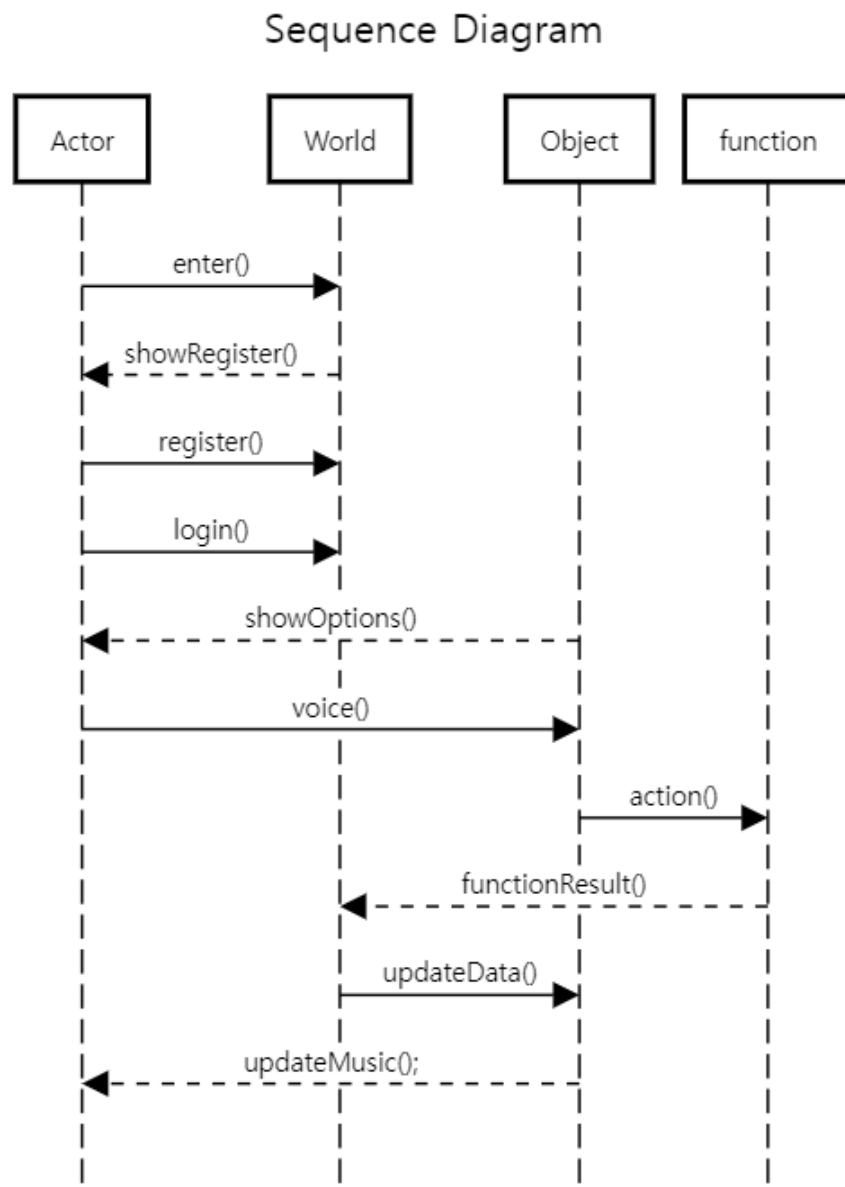 Sequence Diagram
Actor
World
Object
function
enter()
showRegister()
register()
login()
showOptions()
voice()
action()
functionResult()
updateData()
updateMusic();